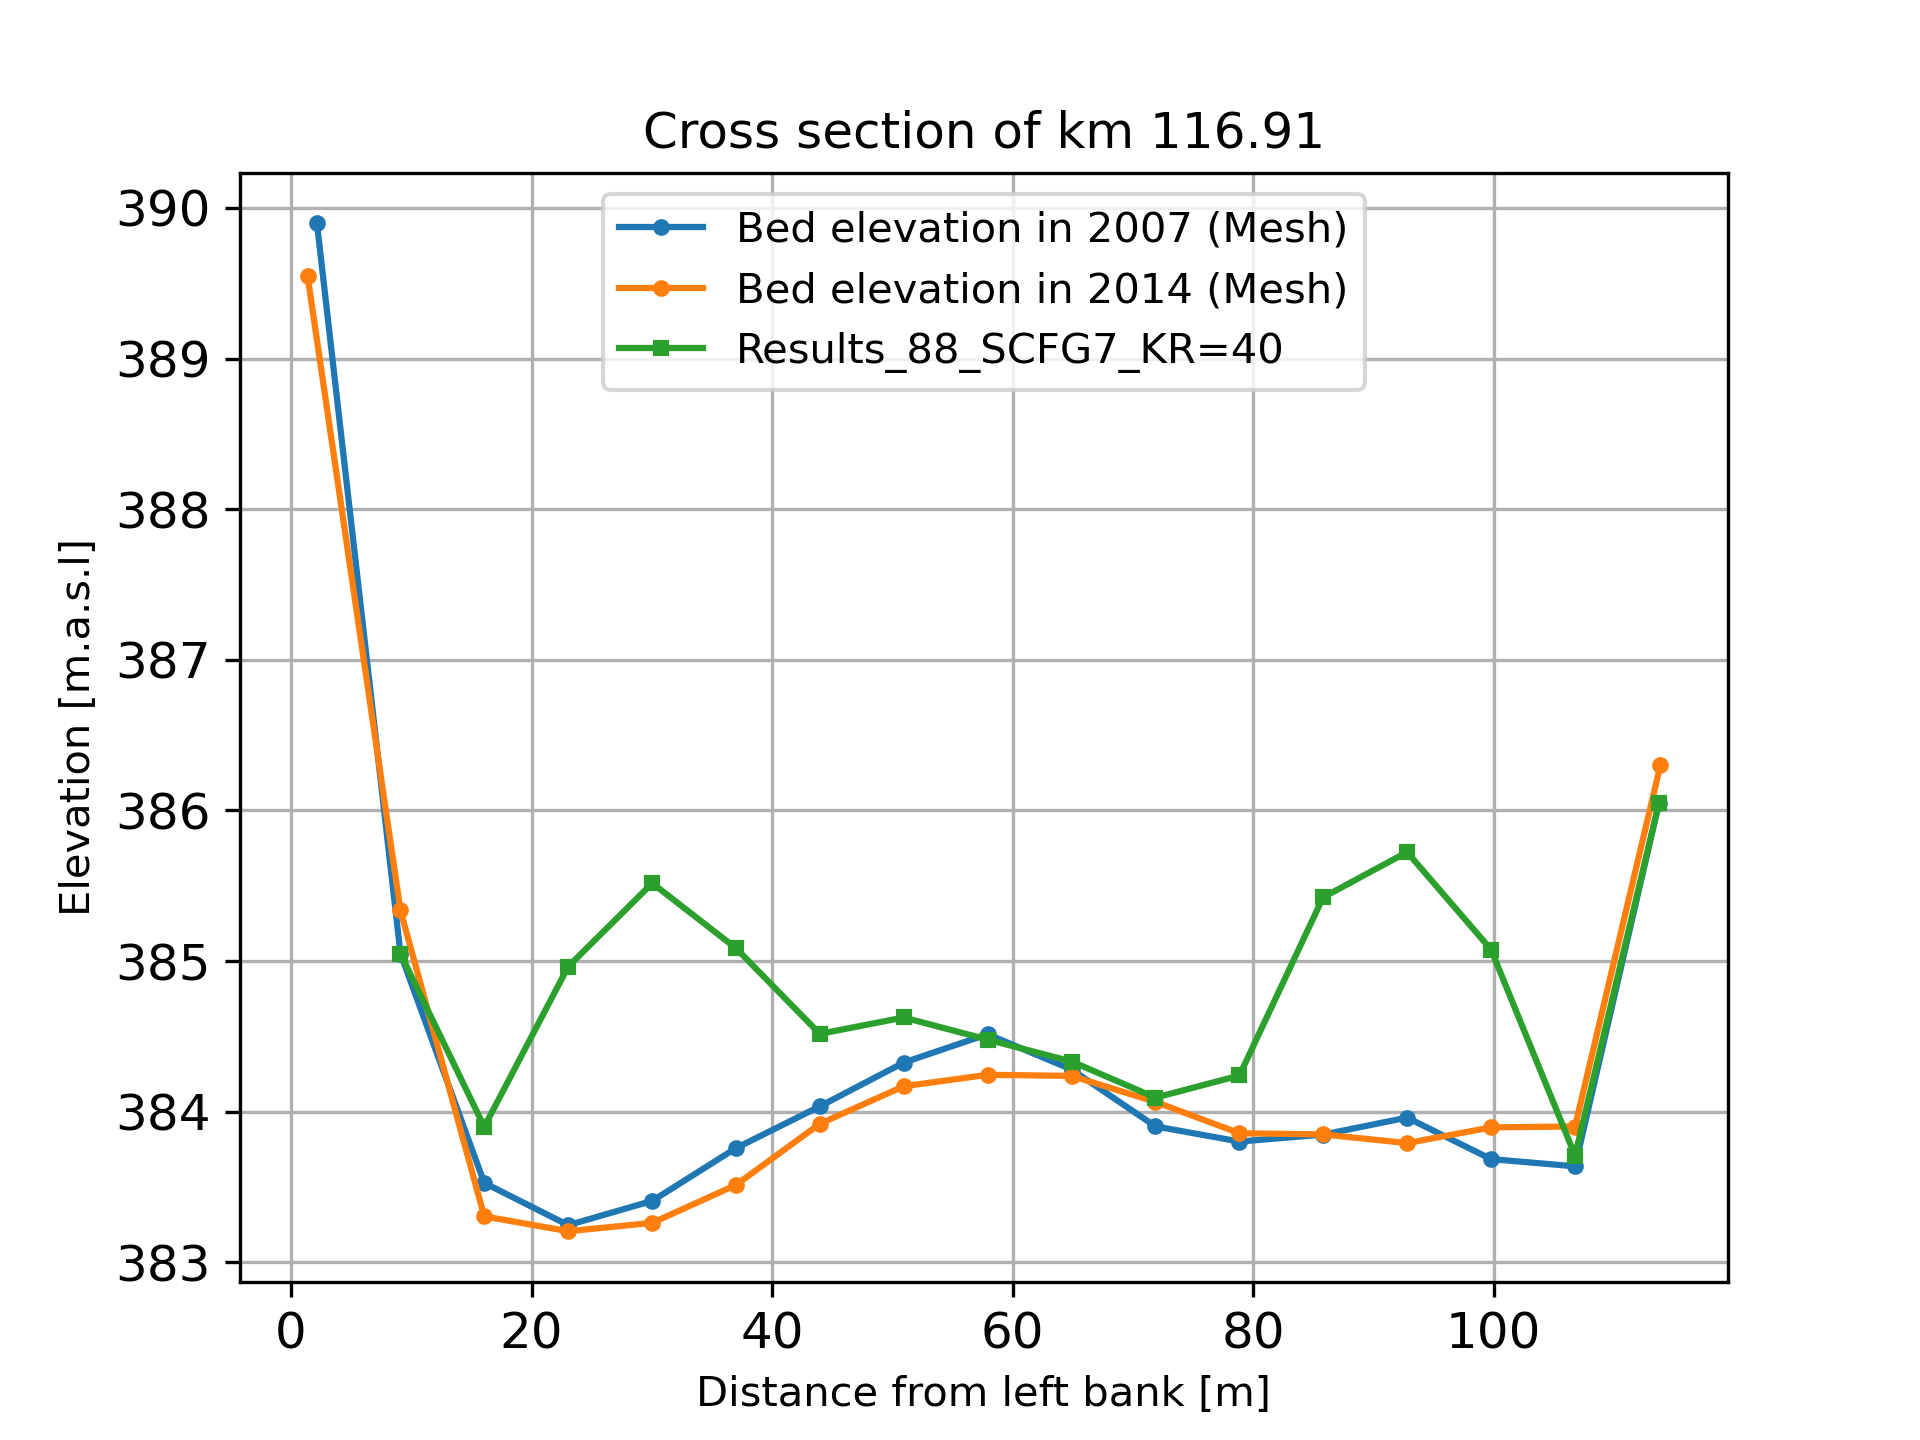 Cross section of km 116.91
Bed elevation in 2007 (Mesh)
Bed elevation in 2014 (Mesh)
Results_88_SCFG7_KR=40
390
389
388
387
386
385
384
383
Elevation [m.a.s.l]
0 20 40 60 80 100
Distance from left bank [m]